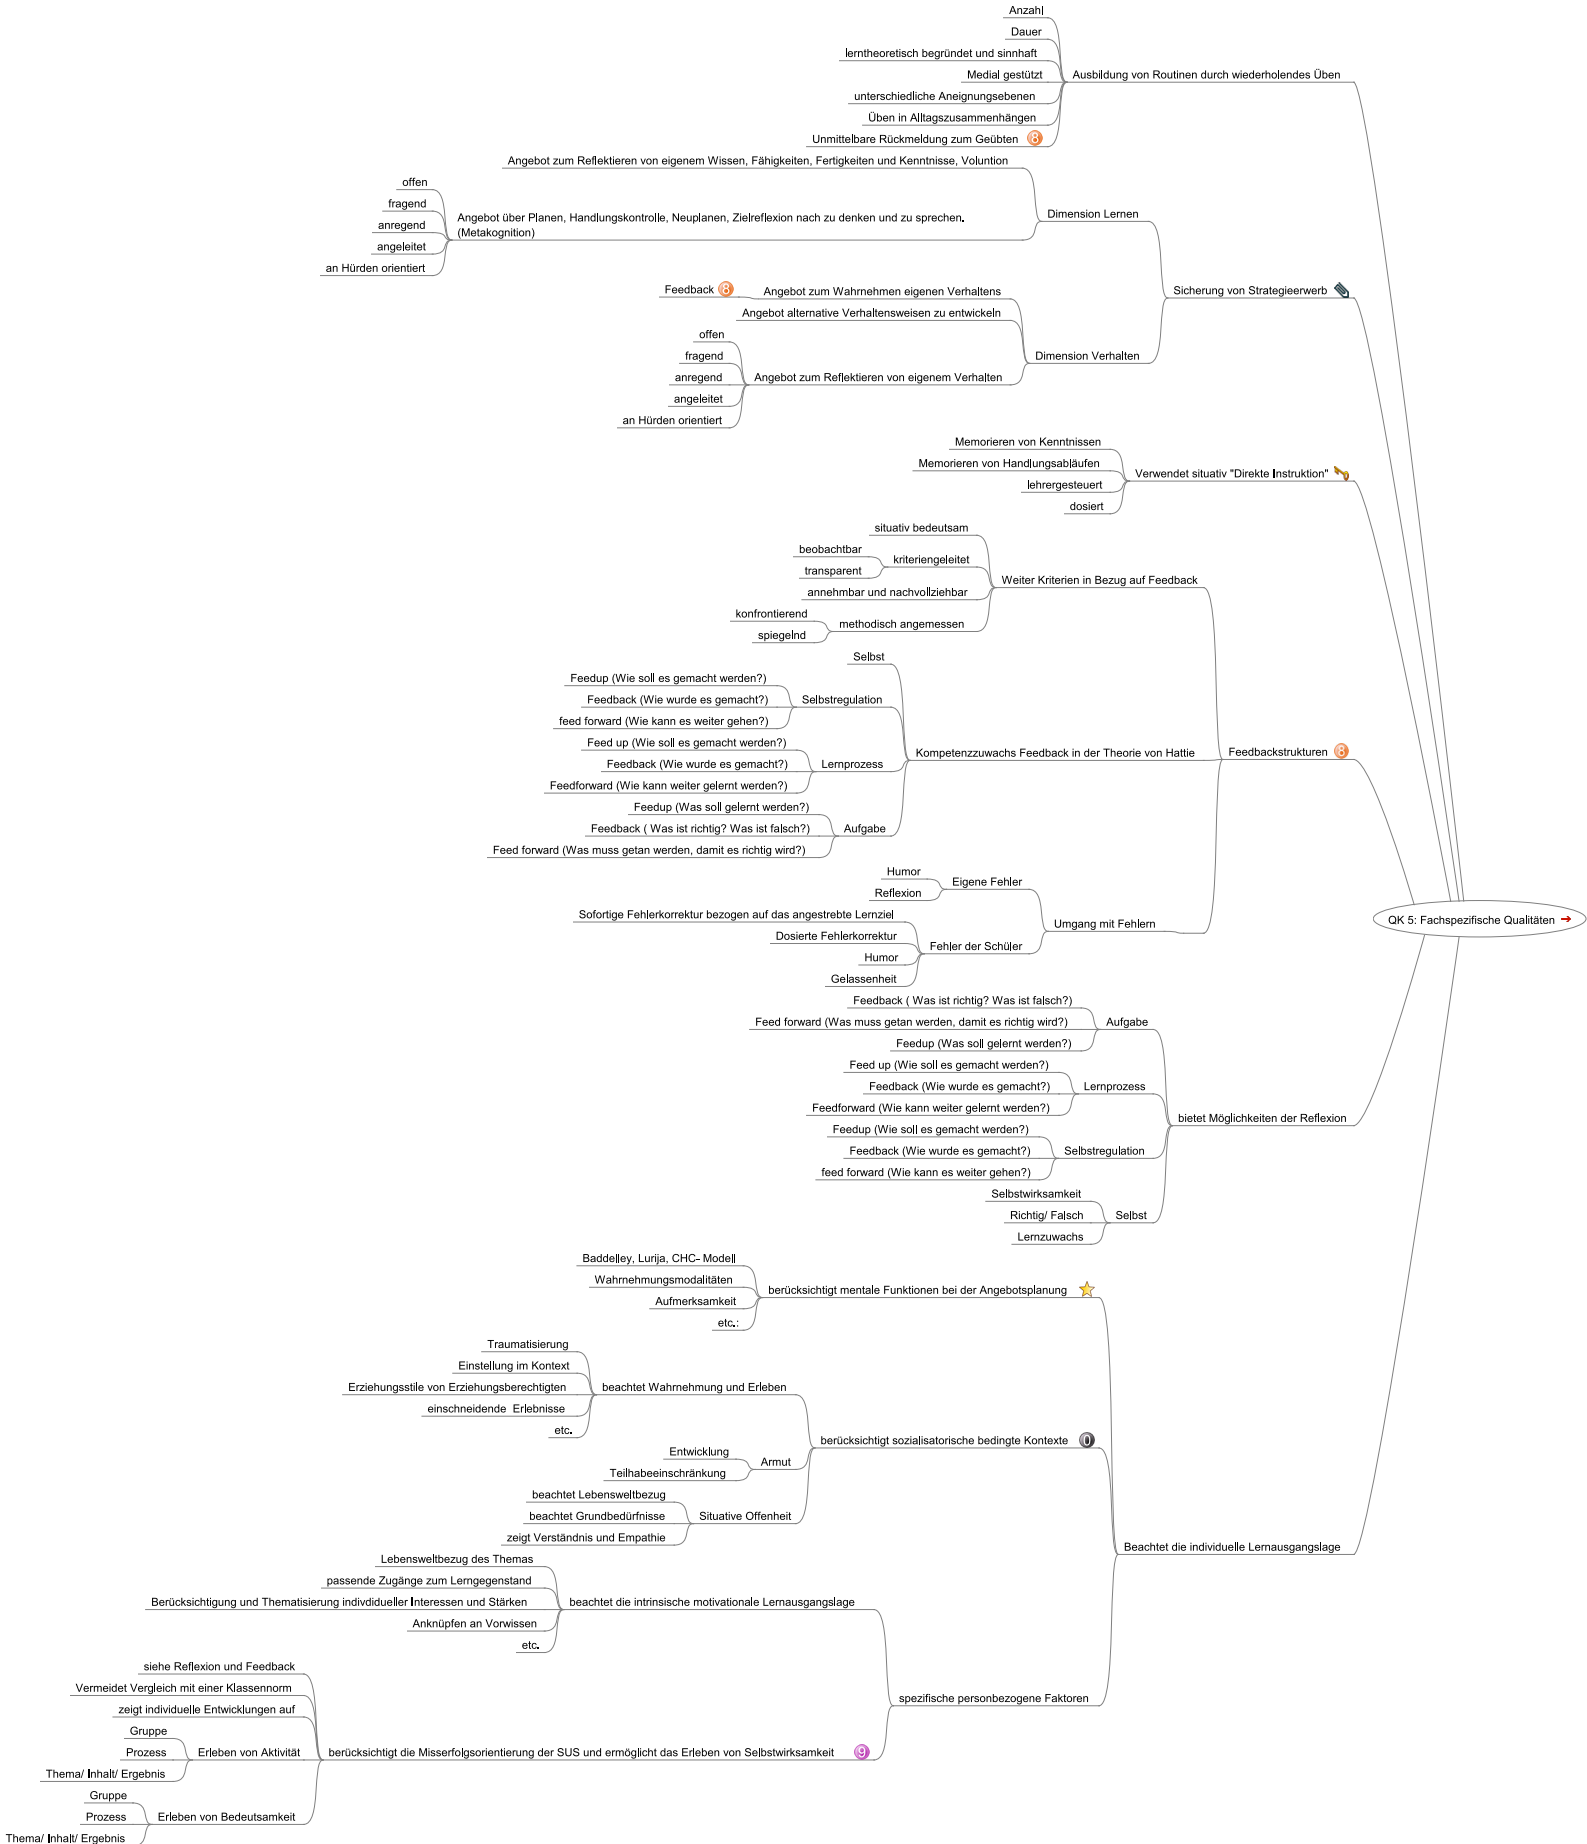 Anzahl
Dauer
lerntheoretisch begründet und sinnhaft
Medial gestützt
Ausbildung von Routinen durch wiederholendes Üben
unterschiedliche Aneignungsebenen
Üben in Alltagszusammenhängen
Unmittelbare Rückmeldung zum Geübten 8
Angebot zum Reflektieren von eigenem Wissen, Fähigkeiten, Fertigkeiten und Kenntnisse, Voluntion
offen
fragend
anregend
angeleitet
an Hürden orientiert
Angebot über Planen, Handlungskontrolle, Neuplanen, Zielreflexion nach zu denken und zu sprechen.
(Metakognition)
Dimension Lernen
Sicherung von Strategieerwerb
Feedback 8
Angebot zum Wahrnehmen eigenen Verhaltens
Angebot alternative Verhaltensweisen zu entwickeln
offen
fragend
anregend
angeleitet
an Hürden orientiert
Angebot zum Reflektieren von eigenem Verhalten
Dimension Verhalten
Memorieren von Kenntnissen
Memorieren von Handlungsabläufen
lehrergesteuert
dosiert
Verwendet situativ "Direkte Instruktion"
situativ bedeutsam
beobachtbar
transparent
kriteriengeleitet
annehmbar und nachvollziehbar
konfrontierend
spiegelnd
methodisch angemessen
Weiter Kriterien in Bezug auf Feedback
Selbst
Feedup (Wie soll es gemacht werden?)
Feedback (Wie wurde es gemacht?)
feed forward (Wie kann es weiter gehen?)
Selbstregulation
Feed up (Wie soll es gemacht werden?)
Feedback (Wie wurde es gemacht?)
Feedforward (Wie kann weiter gelernt werden?)
Lernprozess
Feedup (Was soll gelernt werden?)
Feedback ( Was ist richtig? Was ist falsch?)
Feed forward (Was muss getan werden, damit es richtig wird?)
Aufgabe
Kompetenzzuwachs Feedback in der Theorie von Hattie
Feedbackstrukturen 8
Humor
Reflexion
Eigene Fehler
Sofortige Fehlerkorrektur bezogen auf das angestrebte Lernziel
Dosierte Fehlerkorrektur
Humor
Gelassenheit
Fehler der Schüler
Umgang mit Fehlern
QK 5: Fachspezifische Qualitäten
Feedback ( Was ist richtig? Was ist falsch?)
Feed forward (Was muss getan werden, damit es richtig wird?)
Feedup (Was soll gelernt werden?)
Aufgabe
Feed up (Wie soll es gemacht werden?)
Feedback (Wie wurde es gemacht?)
Feedforward (Wie kann weiter gelernt werden?)
Lernprozess
Feedup (Wie soll es gemacht werden?)
Feedback (Wie wurde es gemacht?)
feed forward (Wie kann es weiter gehen?)
Selbstregulation
Selbstwirksamkeit
Richtig/ Falsch
Lernzuwachs
Selbst
bietet Möglichkeiten der Reflexion
Baddelley, Lurija, CHC- Modell
Wahrnehmungsmodalitäten
Aufmerksamkeit
etc.:
berücksichtigt mentale Funktionen bei der Angebotsplanung
Traumatisierung
Einstellung im Kontext
Erziehungsstile von Erziehungsberechtigten
einschneidende Erlebnisse
etc.
beachtet Wahrnehmung und Erleben
Entwicklung
Teilhabeeinschränkung
Armut
beachtet Lebensweltbezug
beachtet Grundbedürfnisse
zeigt Verständnis und Empathie
Situative Offenheit
berücksichtigt sozialisatorische bedingte Kontexte 0
Beachtet die individuelle Lernausgangslage
Lebensweltbezug des Themas
passende Zugänge zum Lerngegenstand
Berücksichtigung und Thematisierung indivdidueller Interessen und Stärken
Anknüpfen an Vorwissen
etc.
beachtet die intrinsische motivationale Lernausgangslage
siehe Reflexion und Feedback
Vermeidet Vergleich mit einer Klassennorm
zeigt individuelle Entwicklungen auf
Gruppe
Prozess
Thema/ Inhalt/ Ergebnis
Erleben von Aktivität
Gruppe
Prozess
Thema/ Inhalt/ Ergebnis
Erleben von Bedeutsamkeit
berücksichtigt die Misserfolgsorientierung der SUS und ermöglicht das Erleben von Selbstwirksamkeit 9
spezifische personbezogene Faktoren